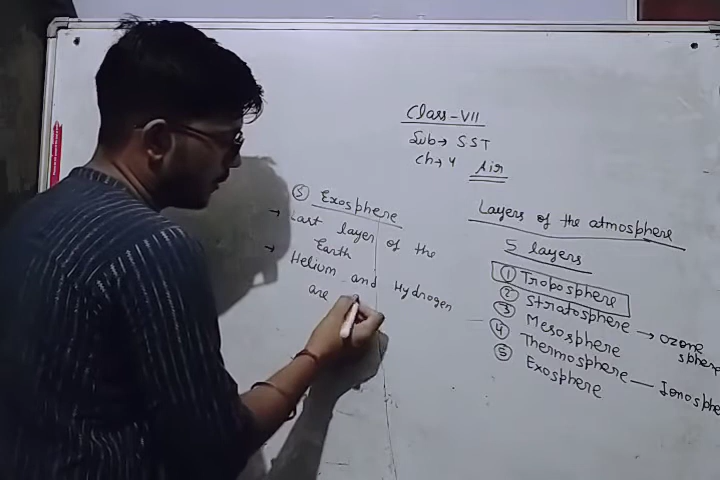 Class - VII
Sub → SST
Ch → 4 Air
⑤ Exosphere
→ Last layer of the
Earth
→ Helium and Hydrogen
are
Layers of the atmosphere
5 layers
① Troposphere
② Stratosphere → ozone
sphere
③ Mesosphere
④ Thermosphere — Ionosphe
⑤ Exosphere